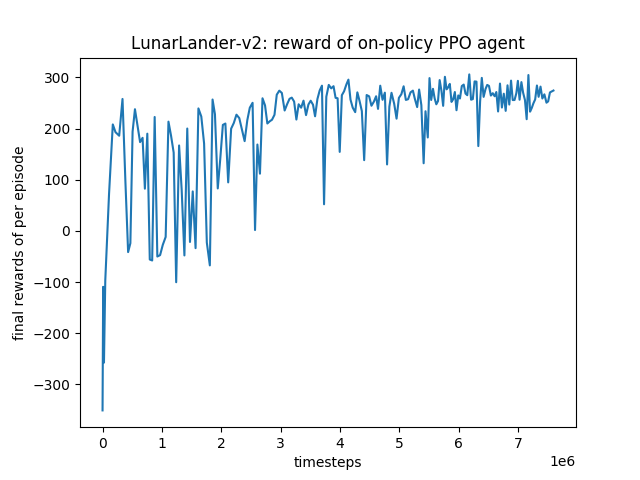 LunarLander-v2: reward of on-policy PPO agent
final rewards of per episode
300
200
100
0
−100
−200
−300
0 1 2 3 4 5 6 7
timesteps
1e6